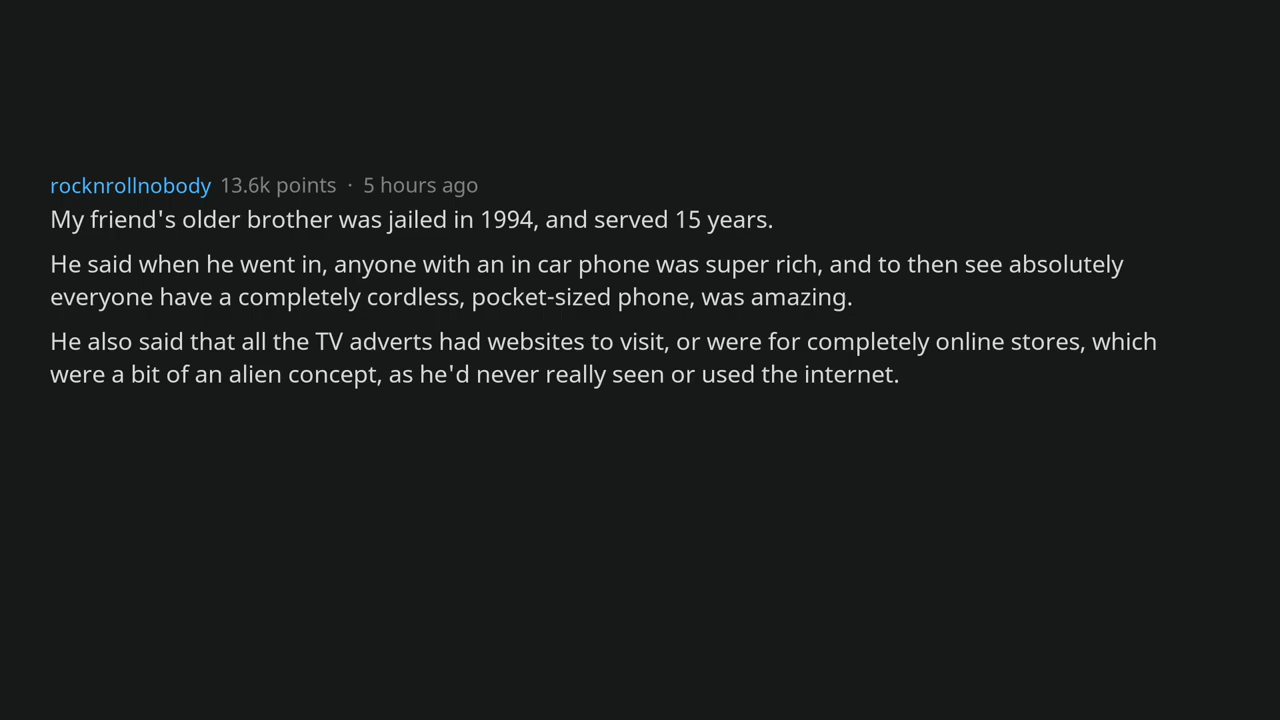 rocknrollnobody 13.6k points · 5 hours ago
My friend's older brother was jailed in 1994, and served 15 years.
He said when he went in, anyone with an in car phone was super rich, and to then see absolutely
everyone have a completely cordless, pocket-sized phone, was amazing.
He also said that all the TV adverts had websites to visit, or were for completely online stores, which
were a bit of an alien concept, as he'd never really seen or used the internet.